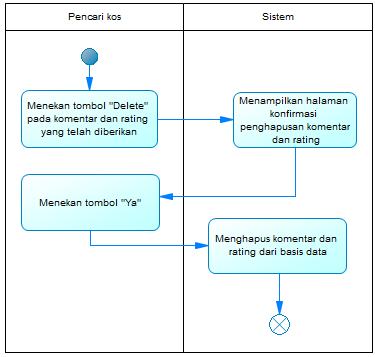 Pencari kos
Sistem
Menekan tombol "Delete"
pada komentar dan rating
yang telah diberikan
Menampilkan halaman
konfirmasi
penghapusan komentar
dan rating
Menekan tombol "Ya"
Menghapus komentar dan
rating dari basis data